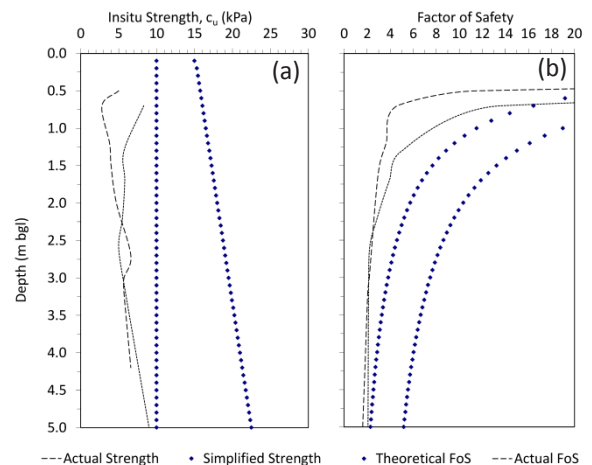 Insitu Strength, cu (kPa)
Factor of Safety
0 5 10 15 20 25 30
0 2 4 6 8 10 12 14 16 18 20
(a)
(b)
Depth (m bgl)
0.0
0.5
1.0
1.5
2.0
2.5
3.0
3.5
4.0
4.5
5.0
Actual Strength
Simplified Strength
Theoretical FoS
Actual FoS